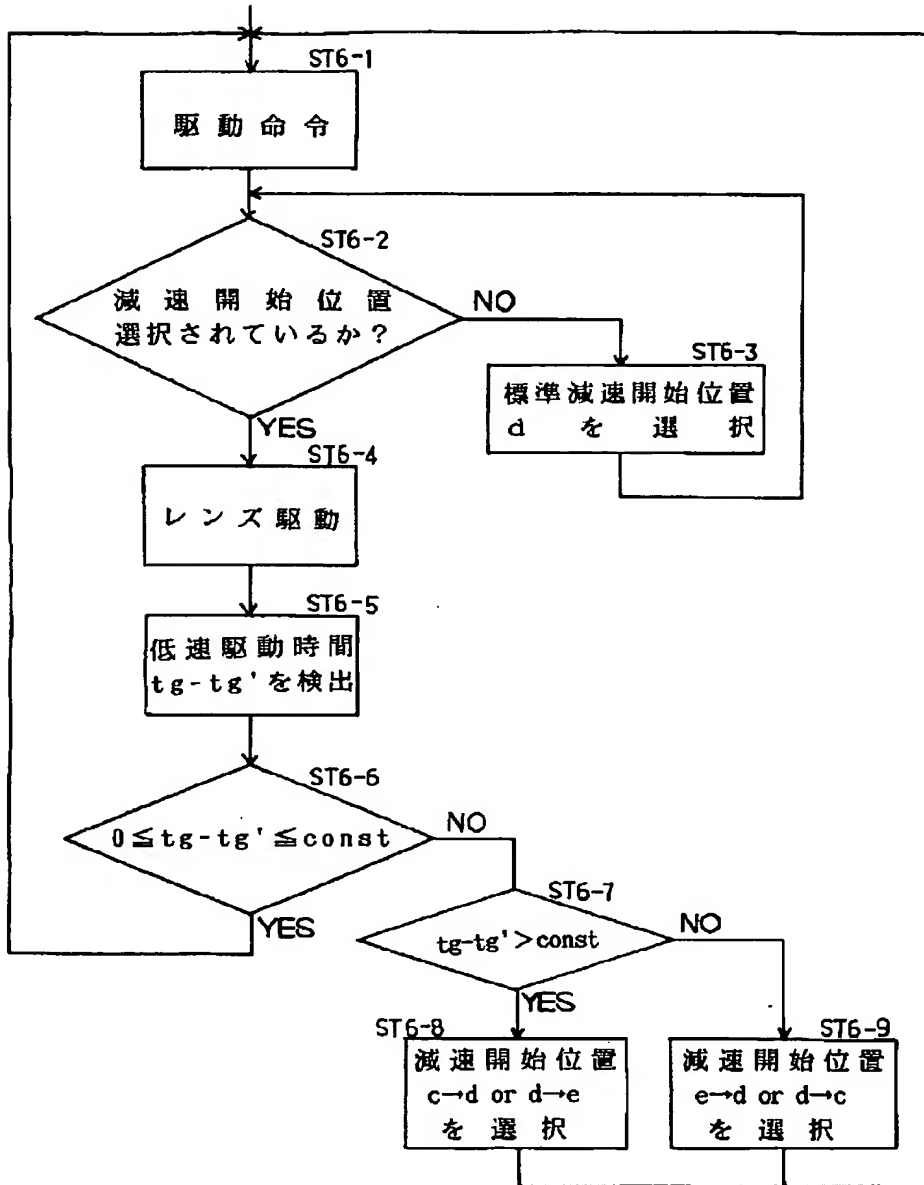 ST6-1
駆動命令
ST6-2
減速開始位置
選択されているか?
NO
ST6-3
標準減速開始位置
dを選択
YES
ST6-4
レンズ駆動
ST6-5
低速駆動時間
tg-tg'を検出
ST6-6
0≦tg-tg'≦const
NO
YES
ST6-7
tg-tg'>const
NO
YES
ST6-8
減速開始位置
c→d or d→e
を選択
ST6-9
減速開始位置
e→d or d→c
を選択